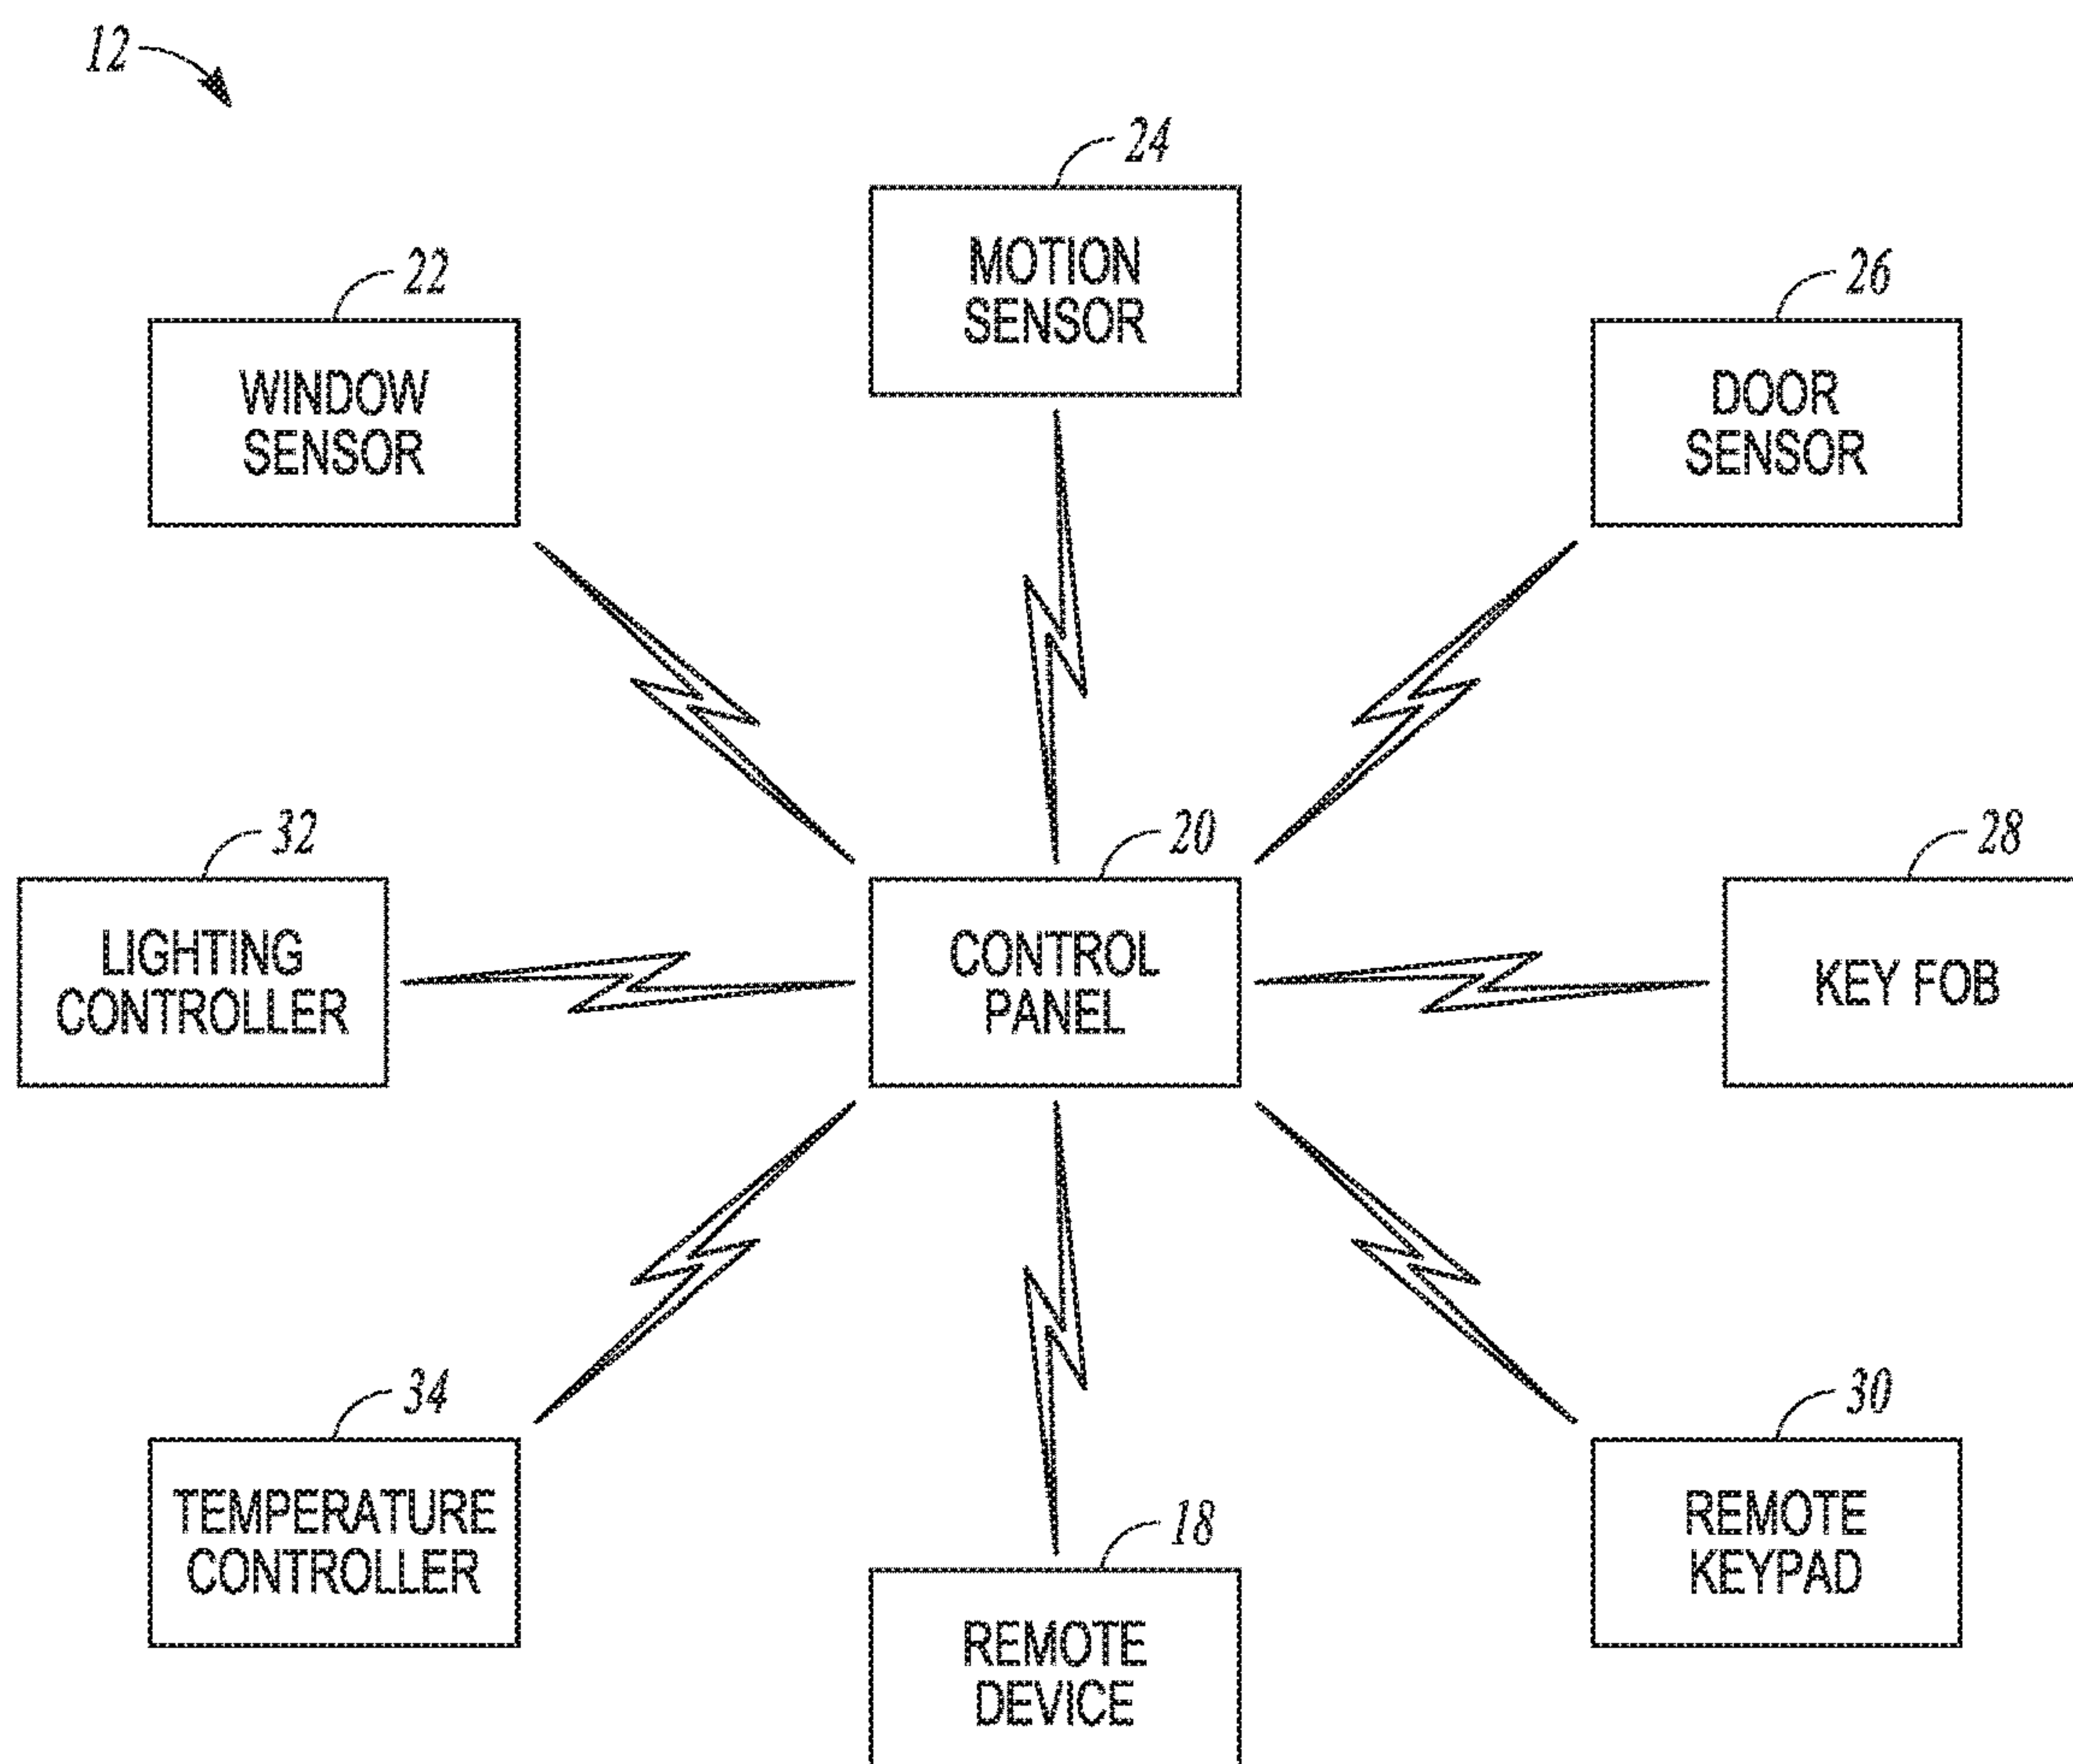 12
24
MOTION
SENSOR
22
WINDOW
SENSOR
26
DOOR
SENSOR
32
LIGHTING
CONTROLLER
20
CONTROL
PANEL
28
KEY FOB
34
TEMPERATURE
CONTROLLER
18
REMOTE
DEVICE
30
REMOTE
KEYPAD